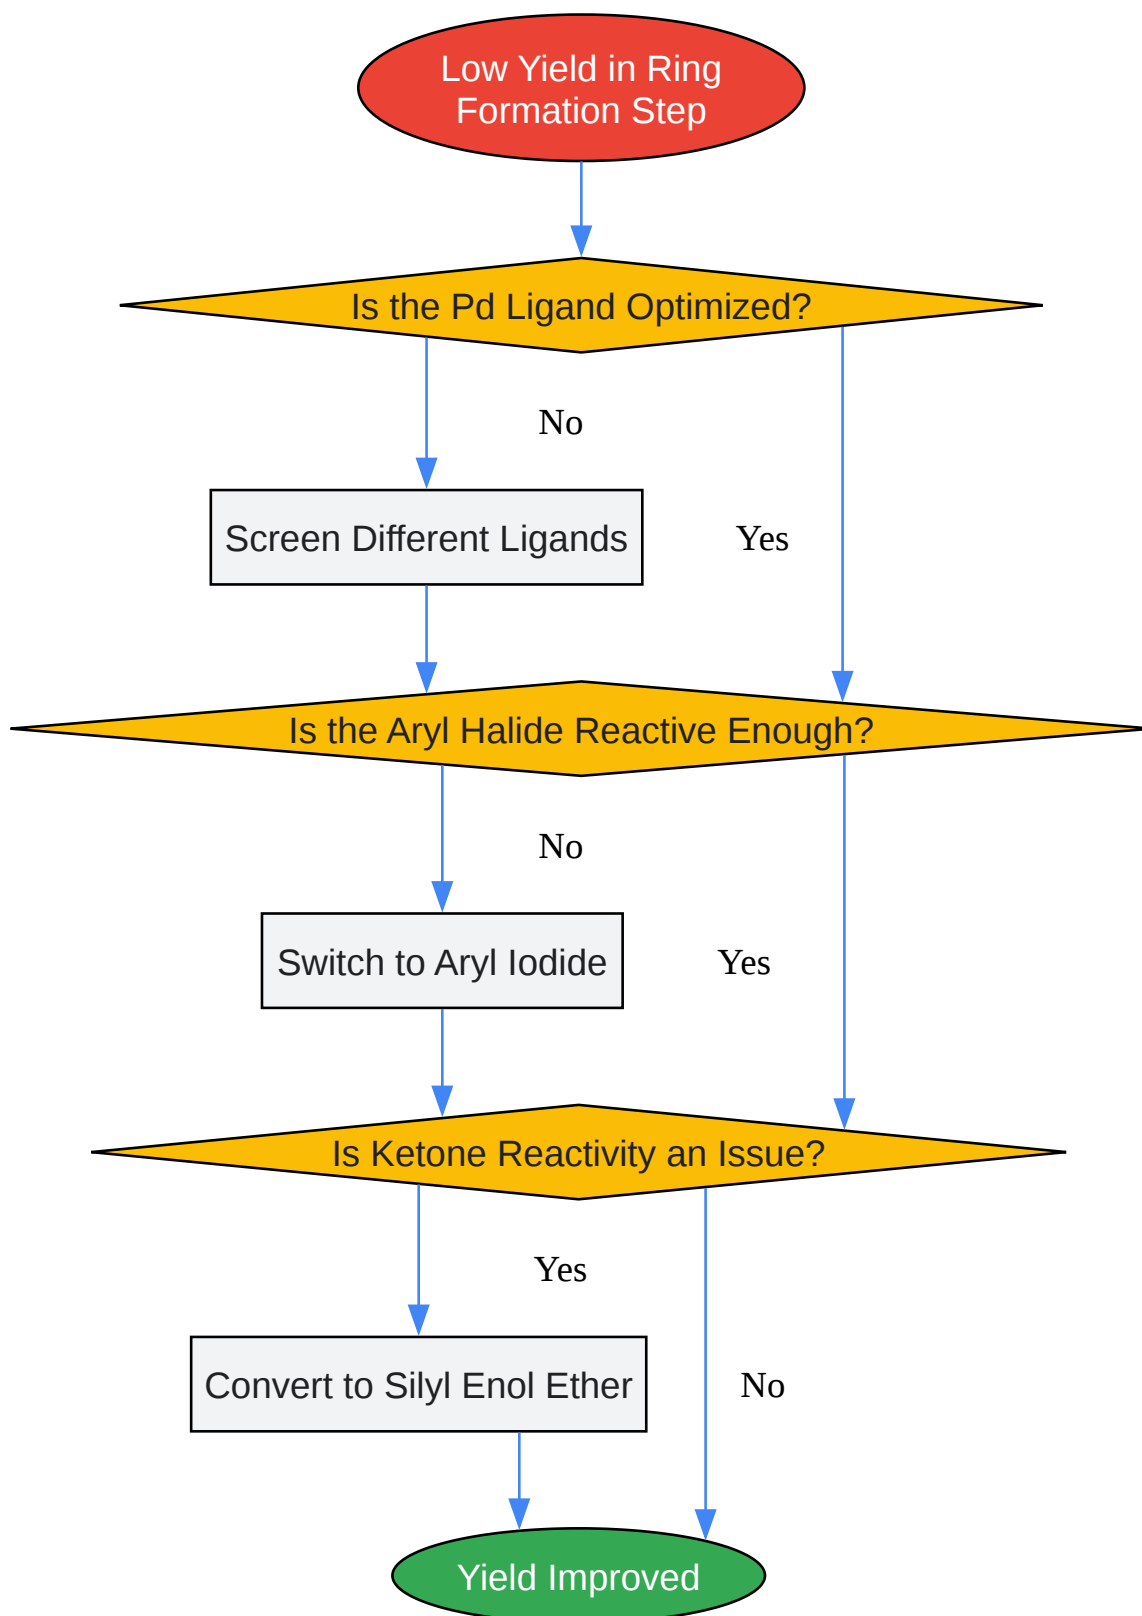 Low Yield in Ring
Formation Step
Is the Pd Ligand Optimized?
No
Screen Different Ligands
Yes
Is the Aryl Halide Reactive Enough?
No
Switch to Aryl Iodide
Yes
Is Ketone Reactivity an Issue?
Yes
Convert to Silyl Enol Ether
No
Yield Improved